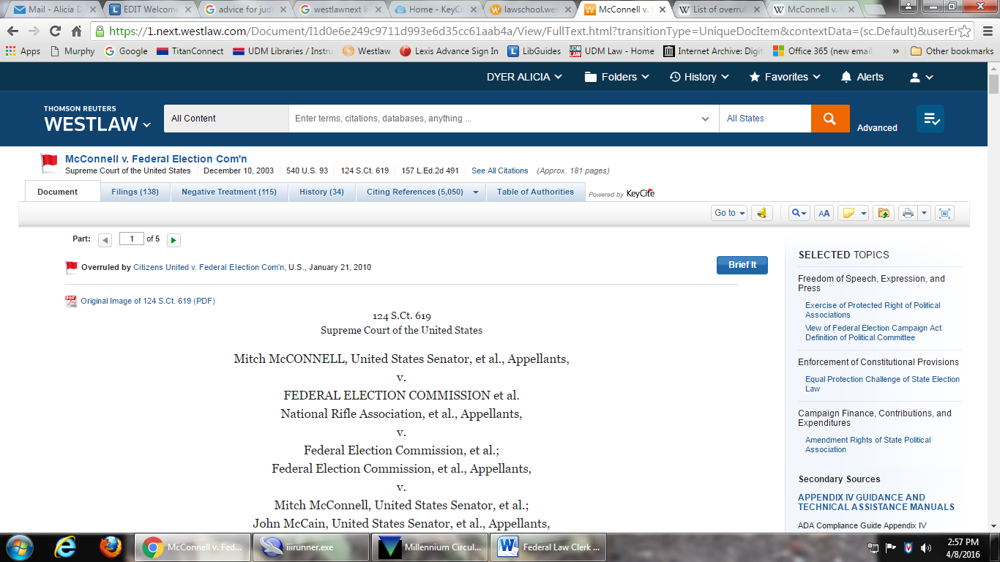 Mail - Alicia D
EDIT Welcome
advice for jud
westlawnext k
Home - KeyCi
lawschool.wes
McConnell v. 
List of overrul
McConnell v. 
https://1.next.westlaw.com/Document/I1d0e6e249c9711d993e6d35cc61aab4a/View/FullText.html?transitionType=UniqueDocItem&contextData=(sc.Default)&userEn
Apps Murphy Google TitanConnect UDM Libraries / Instru Westlaw Lexis Advance Sign In LibGuides UDM Law - Home Internet Archive: Digit Office 365 (new email » Other bookmarks
DYER ALICIA Folders History Favorites Alerts
THOMSON REUTERS
WESTLAW
All Content Enter terms, citations, databases, anything ... All States Advanced
McConnell v. Federal Election Com'n
Supreme Court of the United States December 10, 2003 540 U.S. 93 124 S.Ct. 619 157 L.Ed.2d 491 See All Citations (Approx. 181 pages)
Document Filings (138) Negative Treatment (115) History (34) Citing References (5,050) Table of Authorities Powered by KeyCite
Go to AA
Part: 1 of 5
Overruled by Citizens United v. Federal Election Com'n, U.S., January 21, 2010
Brief It
Original Image of 124 S.Ct. 619 (PDF)
124 S.Ct. 619
Supreme Court of the United States
Mitch McCONNELL, United States Senator, et al., Appellants,
v.
FEDERAL ELECTION COMMISSION et al.
National Rifle Association, et al., Appellants,
v.
Federal Election Commission, et al.;
Federal Election Commission, et al., Appellants,
v.
Mitch McConnell, United States Senator, et al.;
John McCain, United States Senator, et al., Appellants,
SELECTED TOPICS
Freedom of Speech, Expression, and
Press
Exercise of Protected Right of Political
Associations
View of Federal Election Campaign Act
Definition of Political Committee
Enforcement of Constitutional Provisions
Equal Protection Challenge of State Election
Law
Campaign Finance, Contributions, and
Expenditures
Amendment Rights of State Political
Association
Secondary Sources
APPENDIX IV GUIDANCE AND
TECHNICAL ASSISTANCE MANUALS
ADA Compliance Guide Appendix IV
McConnell v. Fed... iiirunner.exe Millennium Circul... Federal Law Clerk ...
2:57 PM
4/8/2016